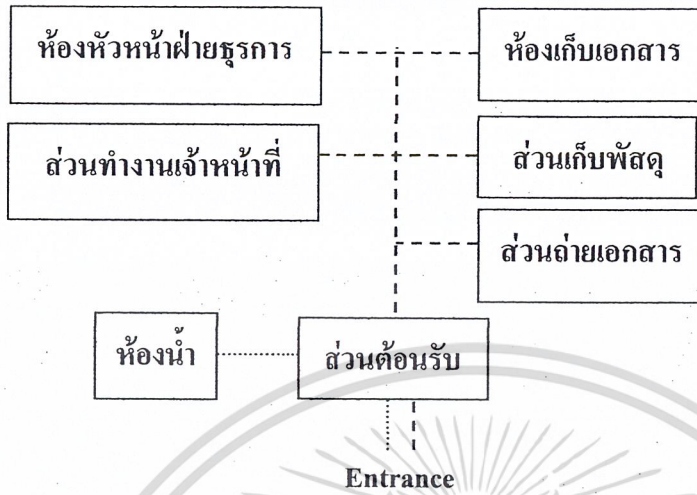 ห้องหัวหน้าฝ่ายธุรการ
ห้องเก็บเอกสาร
ส่วนทำงานเจ้าหน้าที่
ส่วนเก็บพัสดุ
ส่วนถ่ายเอกสาร
ห้องน้ำ
ส่วนต้อนรับ
Entrance